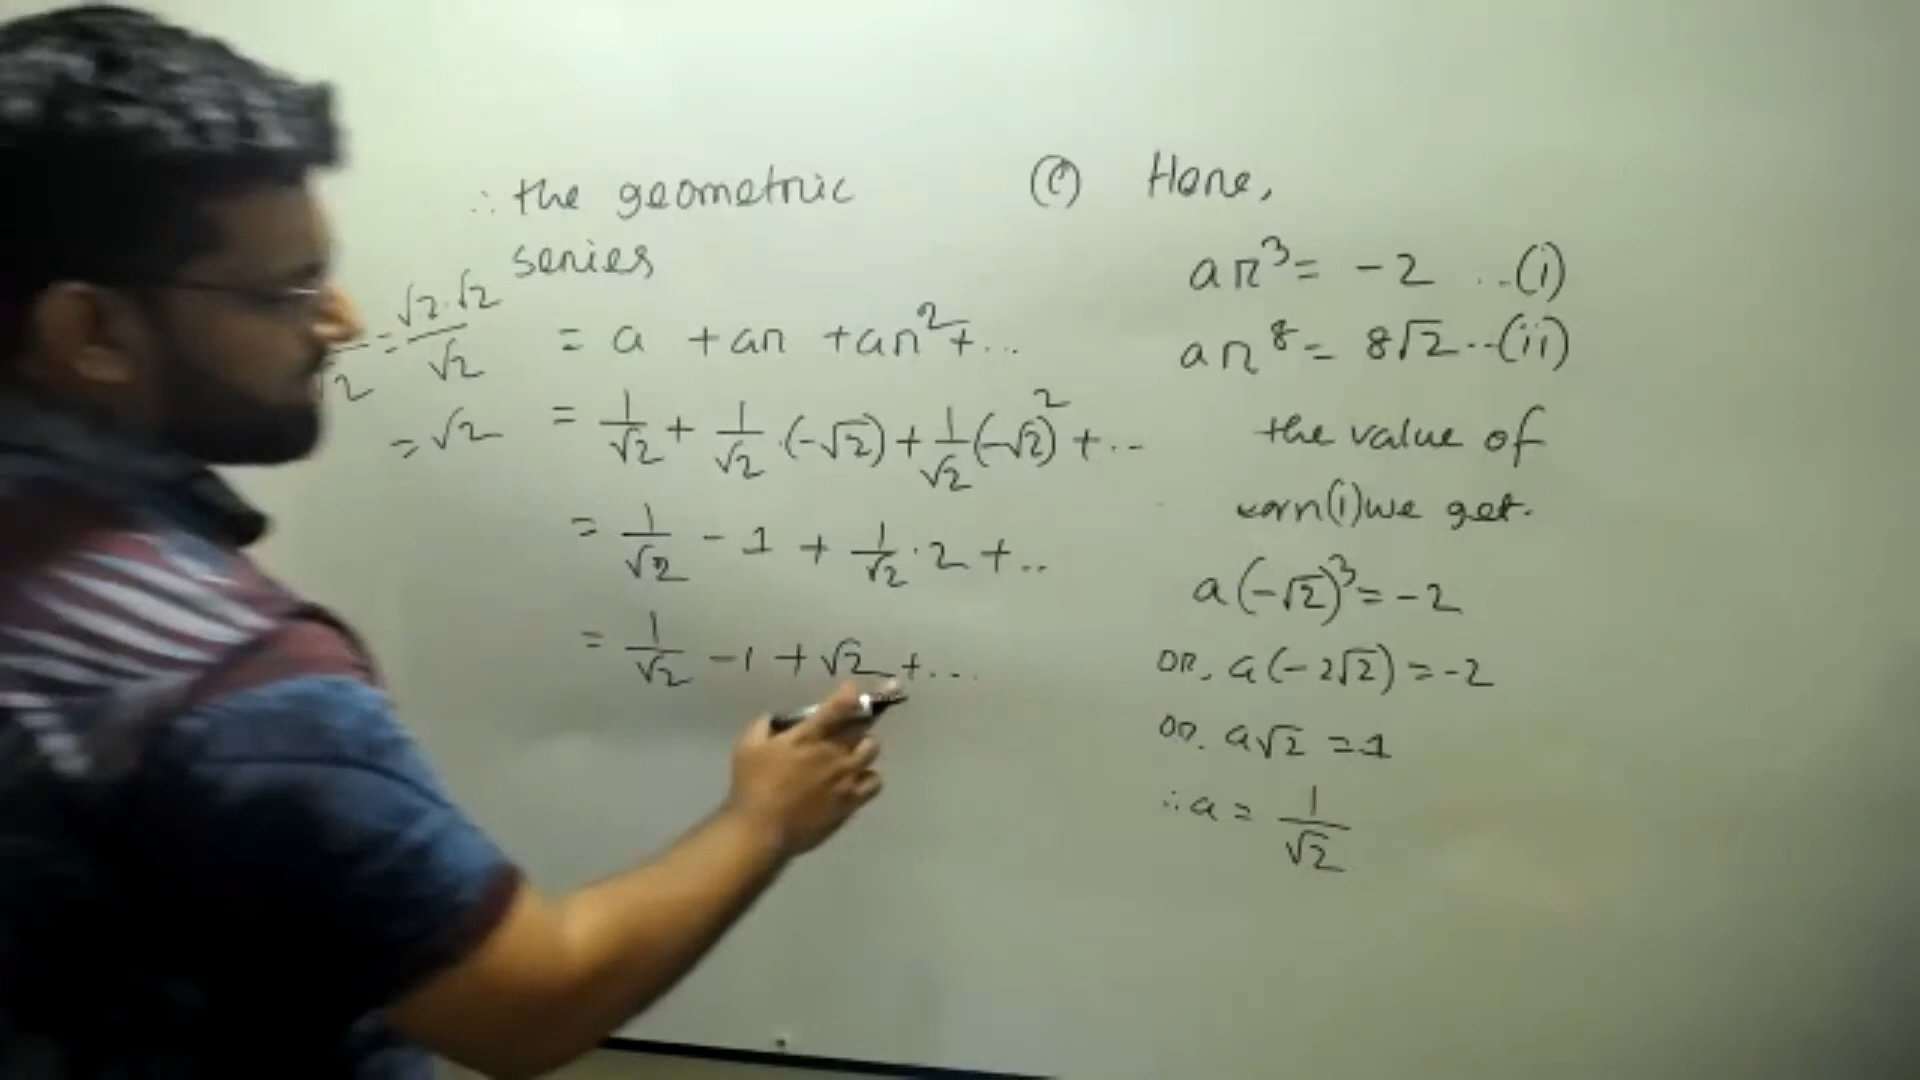 ∴ the geometric
series
= a + ar + ar² + ...
= 1/√2 + 1/√2 · (-√2) + 1/√2 (-√2)² + ...
= 1/√2 - 1 + 1/√2 · 2 + ..
= 1/√2 - 1 + √2 + ...
= √2·√2/√2
= √2
(c) Here,
ar³ = -2 ...(i)
ar⁸ = 8√2 ...(ii)
the value of
(i) we get.
a(-√2)³ = -2
or, a(-2√2) = -2
or. a√2 = 1
∴ a = 1/√2